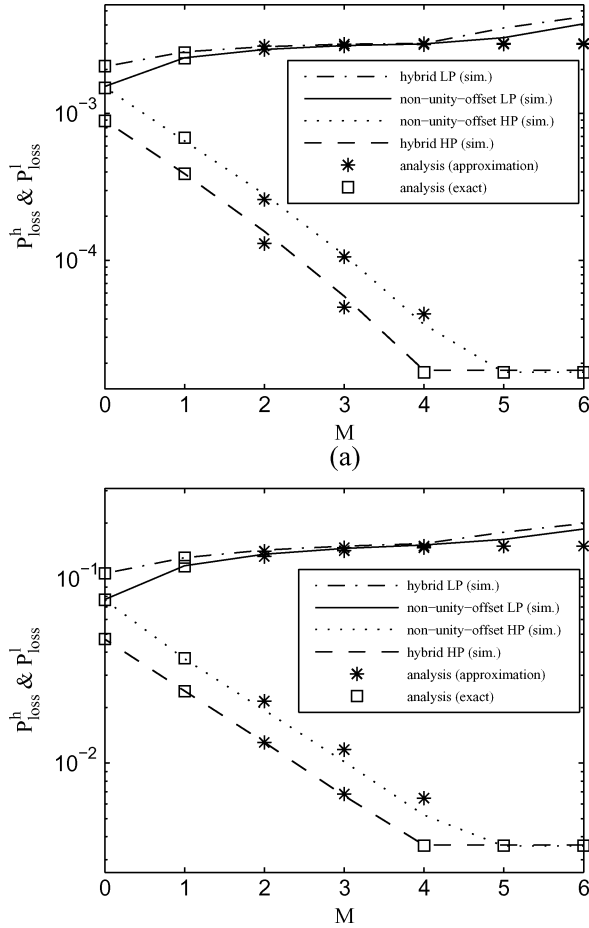 10⁻³
10⁻⁴
P^h_loss & P^l_loss
hybrid LP (sim.)
non−unity−offset LP (sim.)
non−unity−offset HP (sim.)
hybrid HP (sim.)
analysis (approximation)
analysis (exact)
0 1 2 3 4 5 6
M
(a)
10⁻¹
10⁻²
P^h_loss & P^l_loss
hybrid LP (sim.)
non−unity−offset LP (sim.)
non−unity−offset HP (sim.)
hybrid HP (sim.)
analysis (approximation)
analysis (exact)
0 1 2 3 4 5 6
M